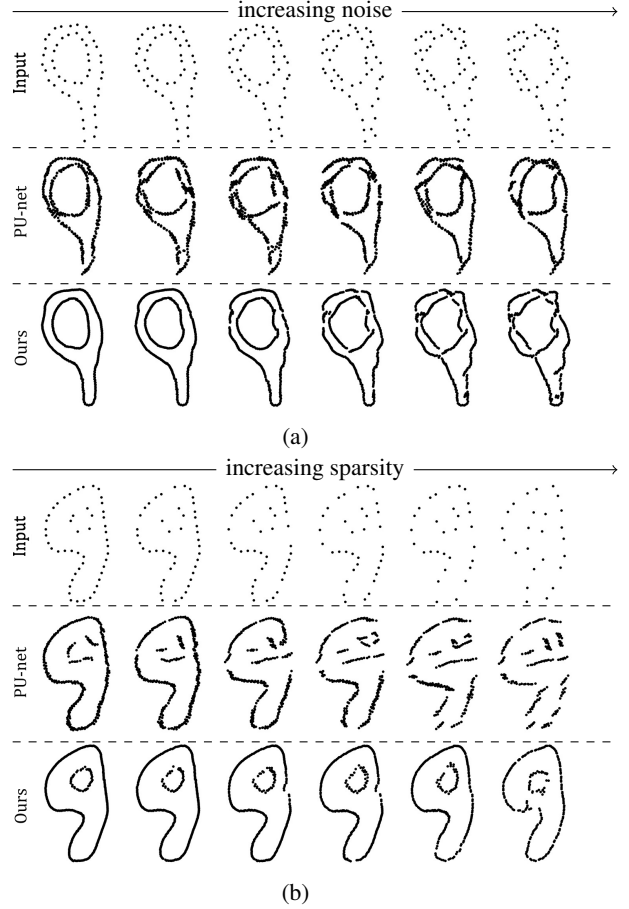 increasing noise
Input
PU-net
Ours
(a)
increasing sparsity
Input
PU-net
Ours
(b)